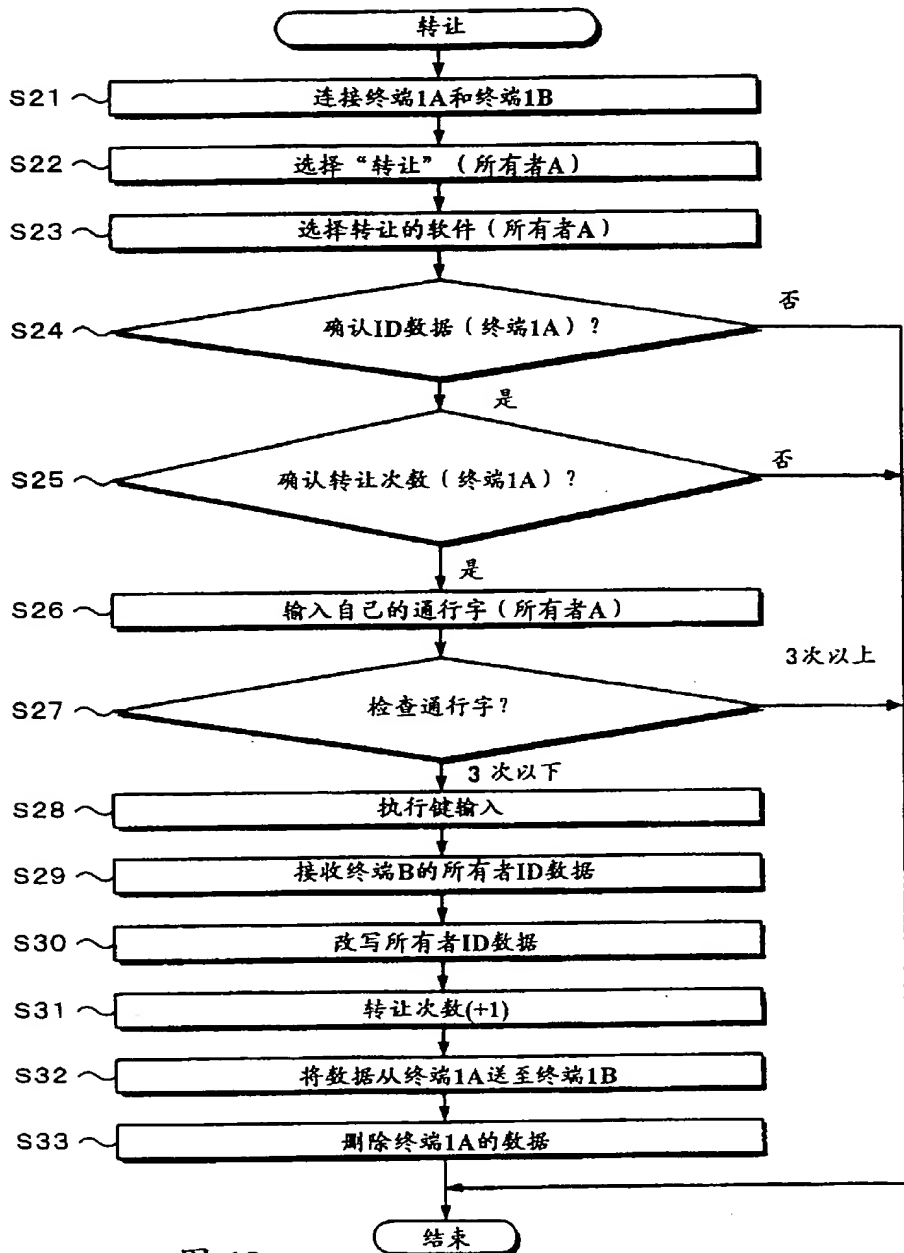 转让
S21 连接终端1A和终端1B
S22 选择“转让”(所有者A)
S23 选择转让的软件(所有者A)
否
S24 确认ID数据(终端1A)?
是
否
S25 确认转让次数(终端1A)?
是
S26 输入自己的通行字(所有者A)
3次以上
S27 检查通行字?
3次以下
S28 执行键输入
S29 接收终端B的所有者ID数据
S30 改写所有者ID数据
S31 转让次数(+1)
S32 将数据从终端1A送至终端1B
S33 删除终端1A的数据
结束
图